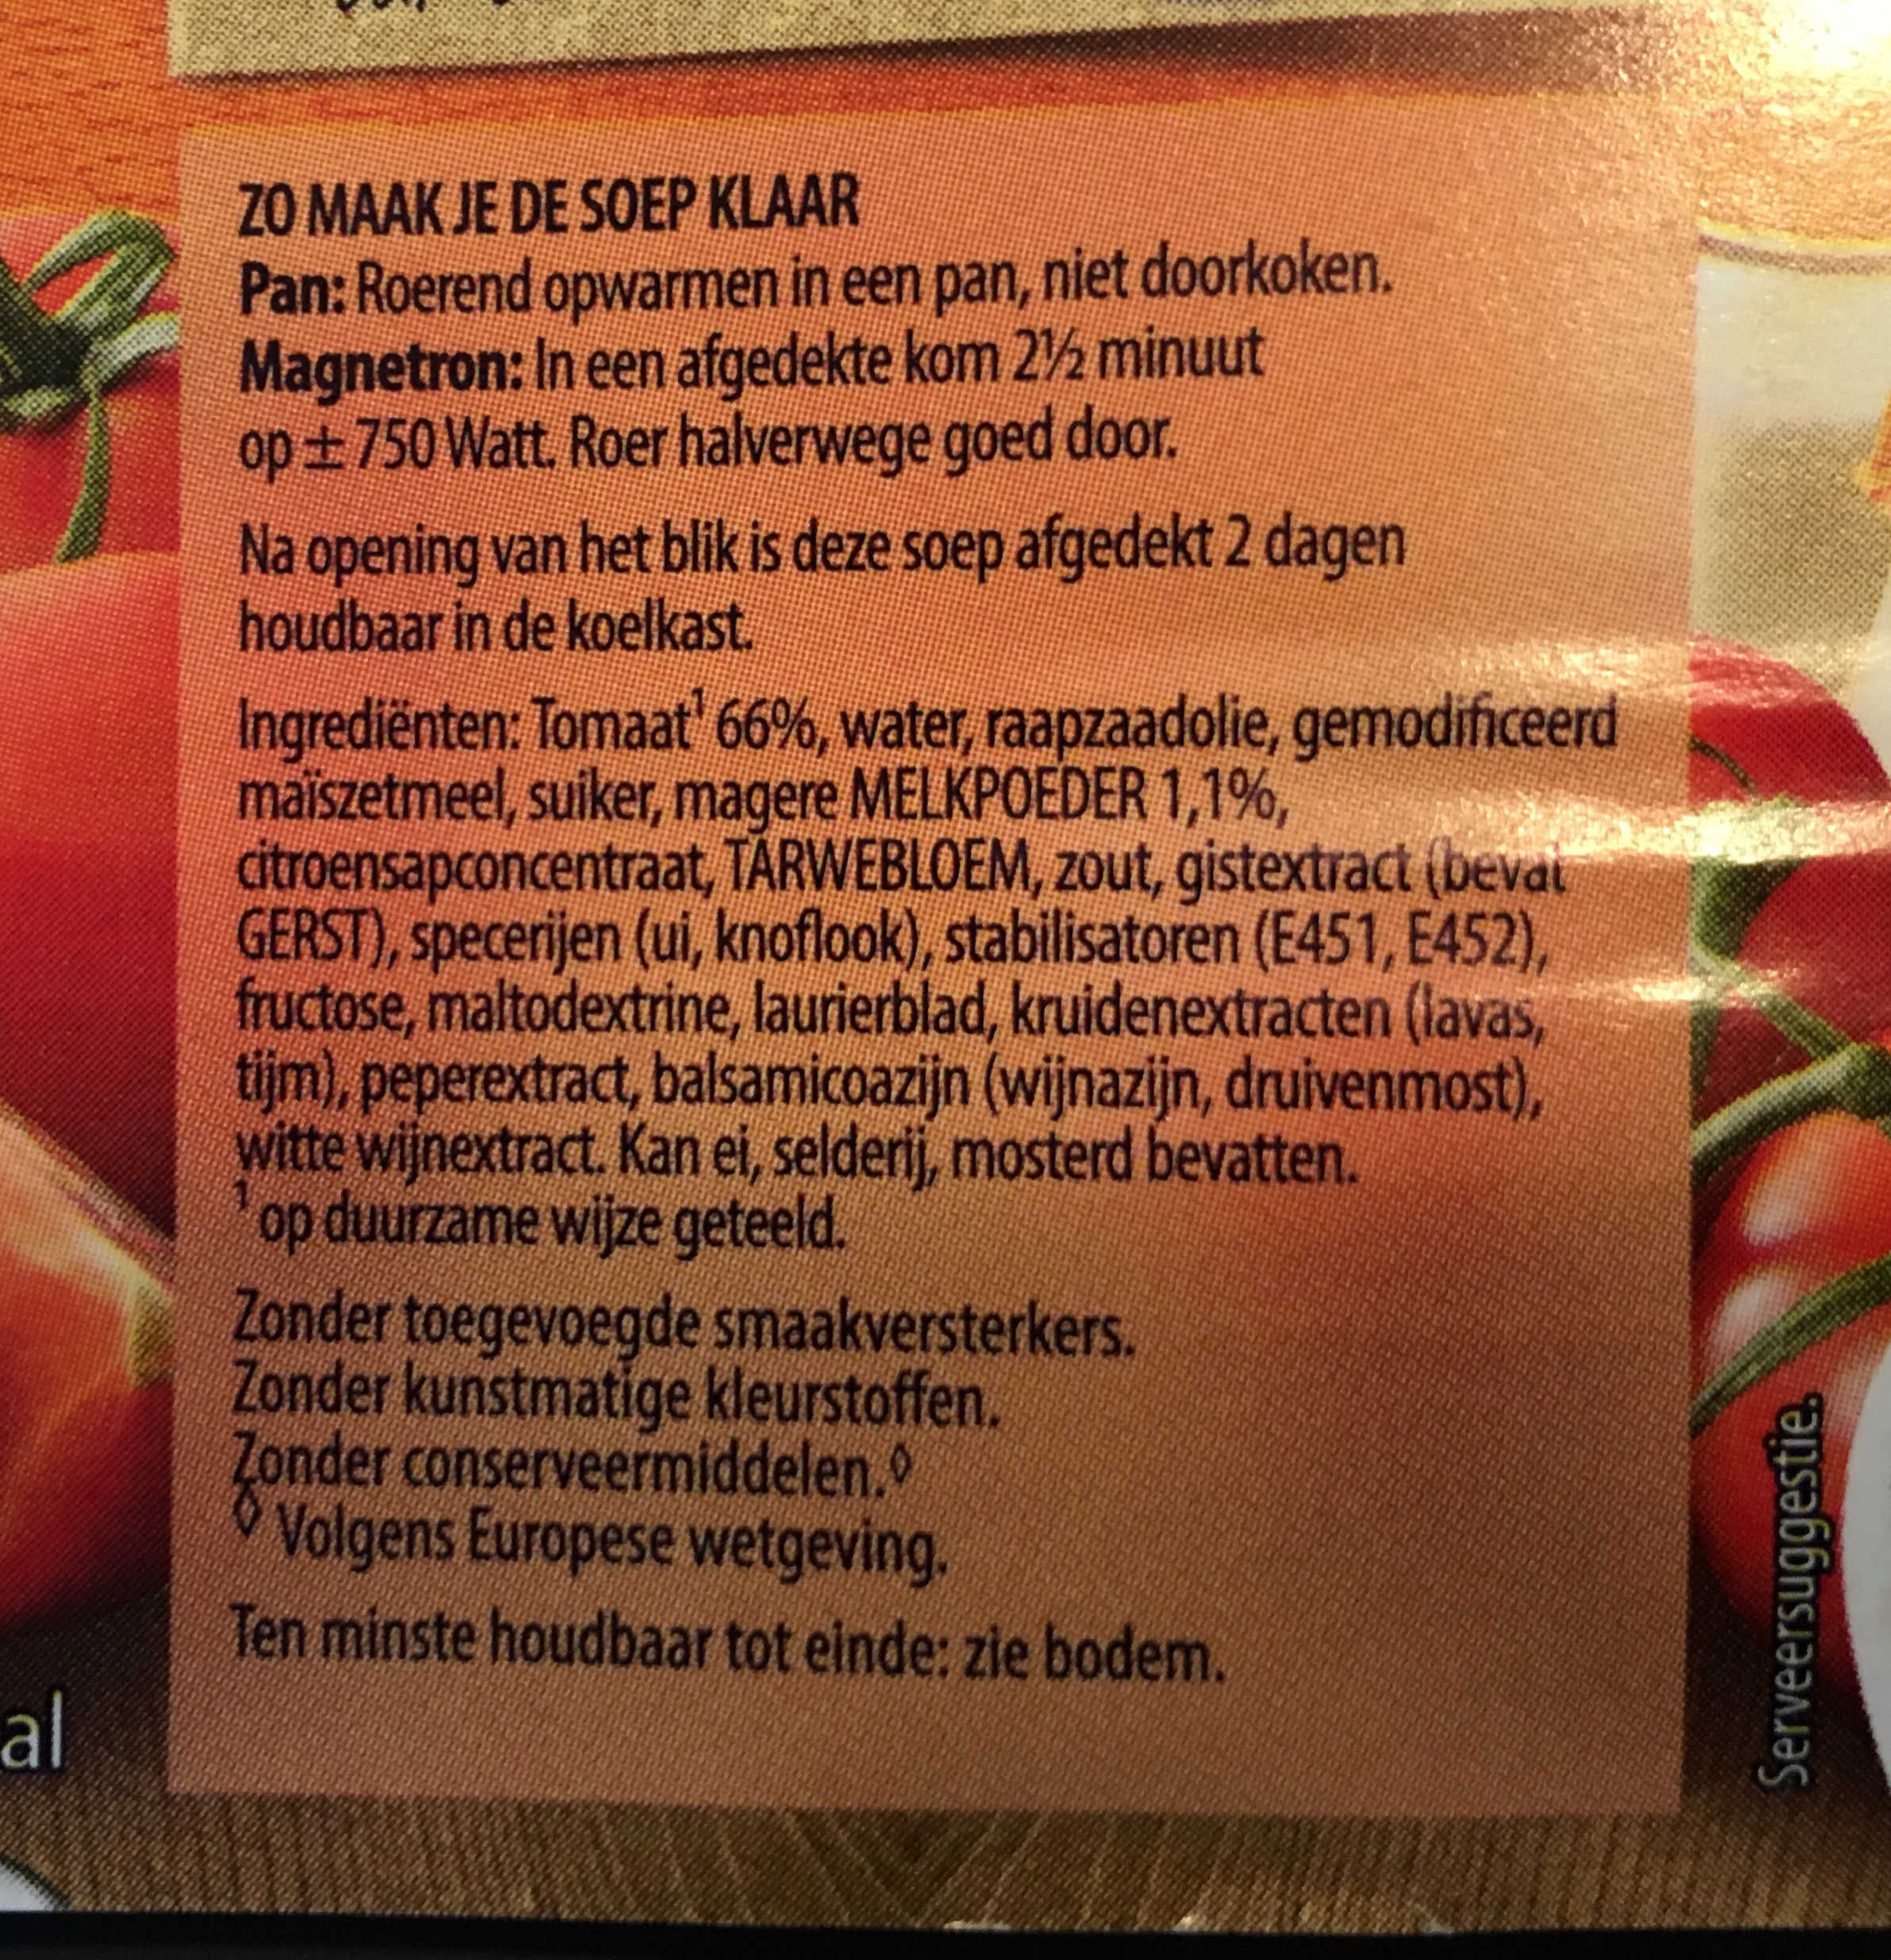 ZO MAAK JE DE SOEP KLAAR
Pan: Roerend opwarmen in een pan, niet doorkoken.
Magnetron: In een afgedekte kom 2½ minuut
op ± 750 Watt. Roer halverwege goed door.
Na opening van het blik is deze soep afgedekt 2 dagen
houdbaar in de koelkast.
Ingrediënten: Tomaat¹ 66%, water, raapzaadolie, gemodificeerd
maïszetmeel, suiker, magere MELKPOEDER 1,1%,
citroensapconcentraat, TARWEBLOEM, zout, gistextract (bevat
GERST), specerijen (ui, knoflook), stabilisatoren (E451, E452),
fructose, maltodextrine, laurierblad, kruidenextracten (lavas,
tijm), peperextract, balsamicoazijn (wijnazijn, druivenmost),
witte wijnextract. Kan ei, selderij, mosterd bevatten.
¹ op duurzame wijze geteeld.
Zonder toegevoegde smaakversterkers.
Zonder kunstmatige kleurstoffen.
Zonder conserveermiddelen.◊
◊ Volgens Europese wetgeving.
Ten minste houdbaar tot einde: zie bodem.
al
Serveersuggestie.